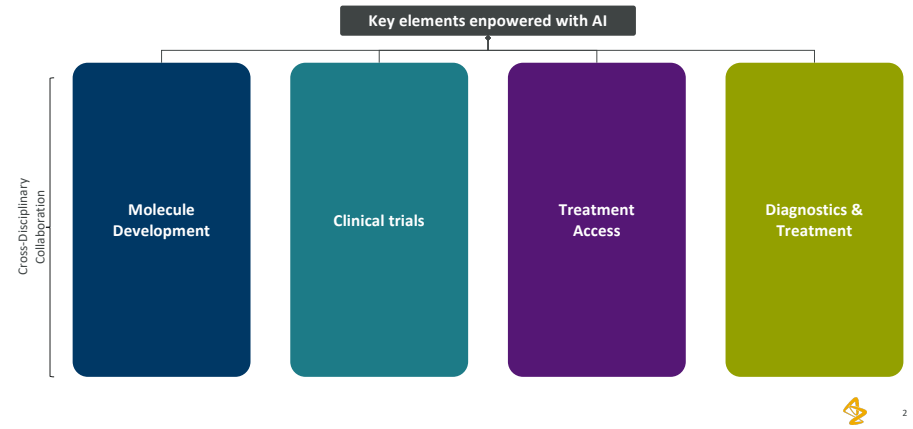 Key elements enpowered with AI
Cross-Disciplinary
Collaboration
Molecule
Development
Clinical trials
Treatment
Access
Diagnostics &
Treatment
2